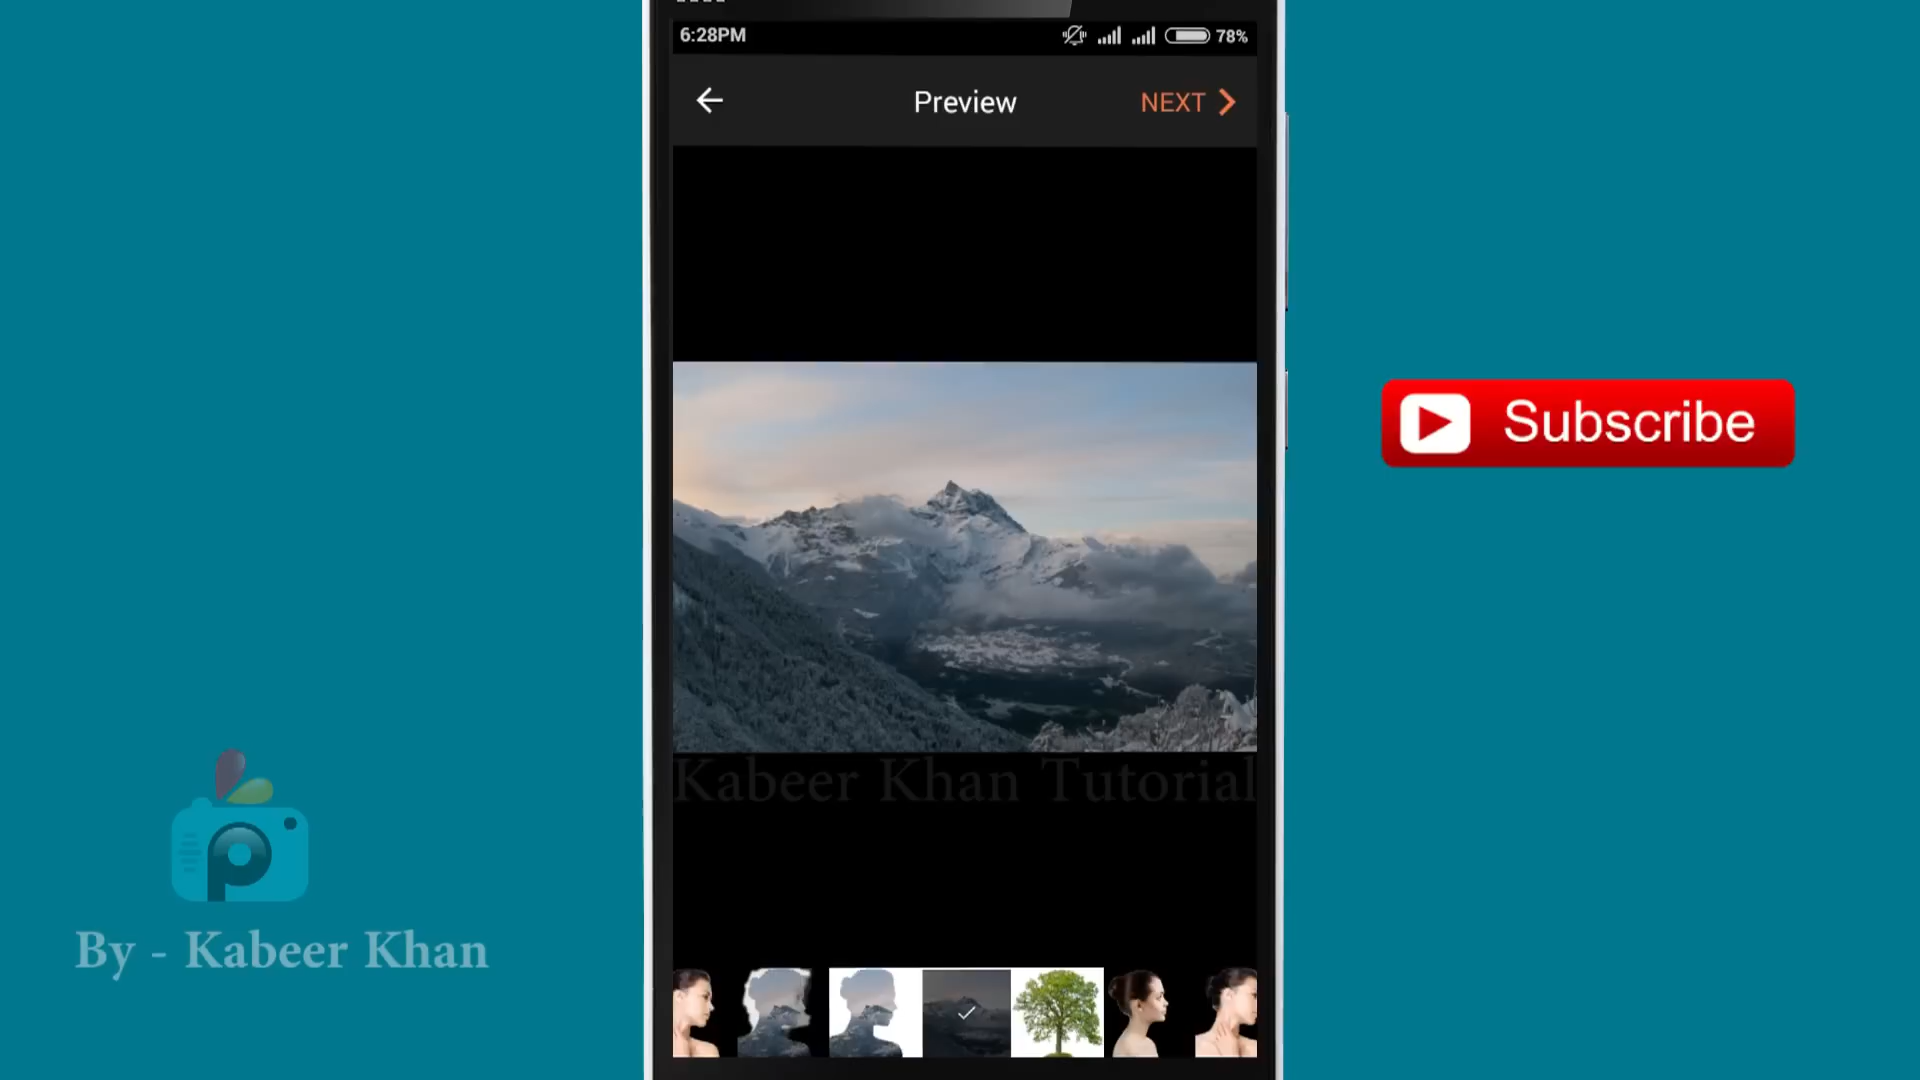 6:28PM
78%
Preview
NEXT
Subscribe
Kabeer Khan Tutorial
By - Kabeer Khan